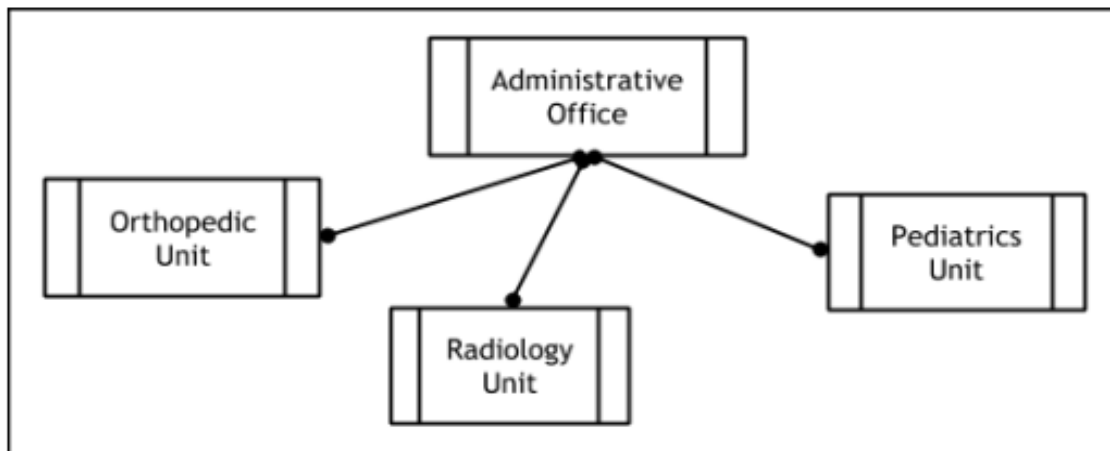 Administrative
Office
Orthopedic
Unit
Pediatrics
Unit
Radiology
Unit